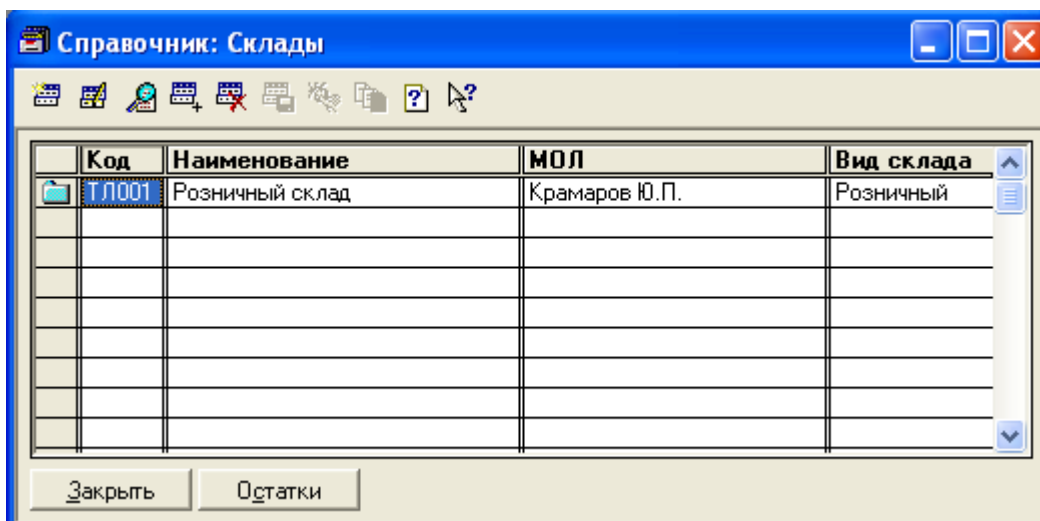 Справочник: Склады
Код Наименование МОЛ Вид склада
ТЛ001 Розничный склад Крамаров Ю.П. Розничный
Закрыть Остатки